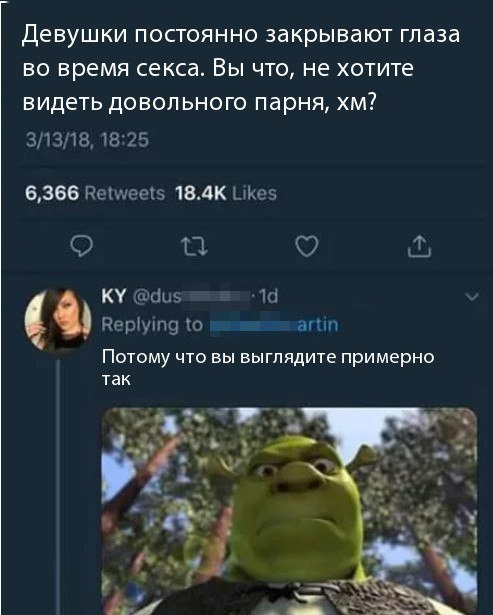 Девушки постоянно закрывают глаза
во время секса. Вы что, не хотите
видеть довольного парня, хм?
3/13/18, 18:25
6,366 Retweets 18.4K Likes
KY @dus · 1d
Replying to artin
Потому что вы выглядите примерно
так